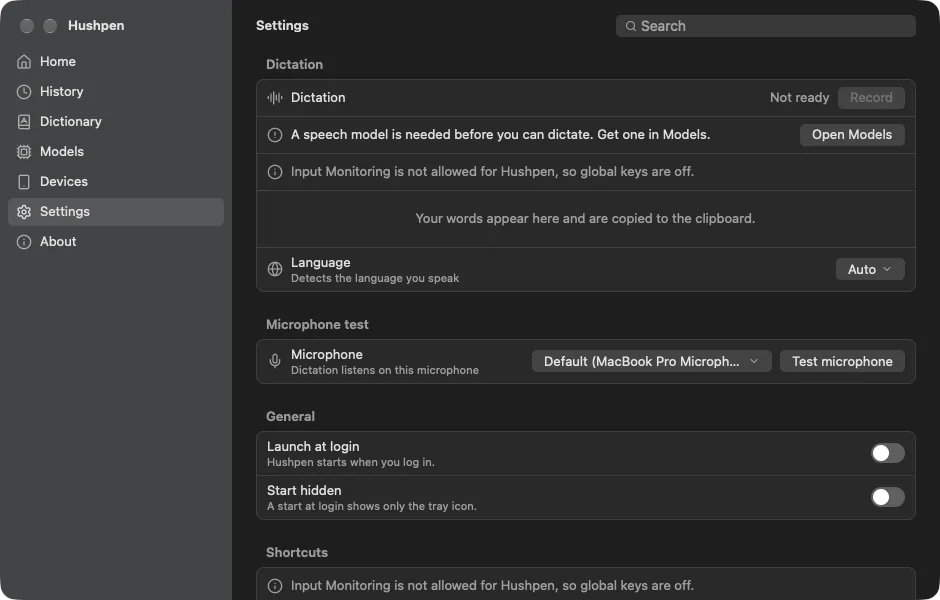 Hushpen
Home
History
Dictionary
Models
Devices
Settings
About
Settings
Search
Dictation
Dictation
Not ready
Record
A speech model is needed before you can dictate. Get one in Models.
Open Models
Input Monitoring is not allowed for Hushpen, so global keys are off.
Your words appear here and are copied to the clipboard.
Language
Detects the language you speak
Auto
Microphone test
Microphone
Dictation listens on this microphone
Default (MacBook Pro Microph...
Test microphone
General
Launch at login
Hushpen starts when you log in.
Start hidden
A start at login shows only the tray icon.
Shortcuts
Input Monitoring is not allowed for Hushpen, so global keys are off.